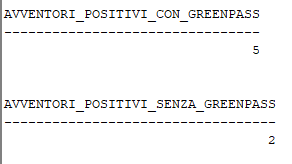 AVVENTORI_POSITIVI_CON_GREENPASS
--------------------------------
5
AVVENTORI_POSITIVI_SENZA_GREENPASS
----------------------------------
2